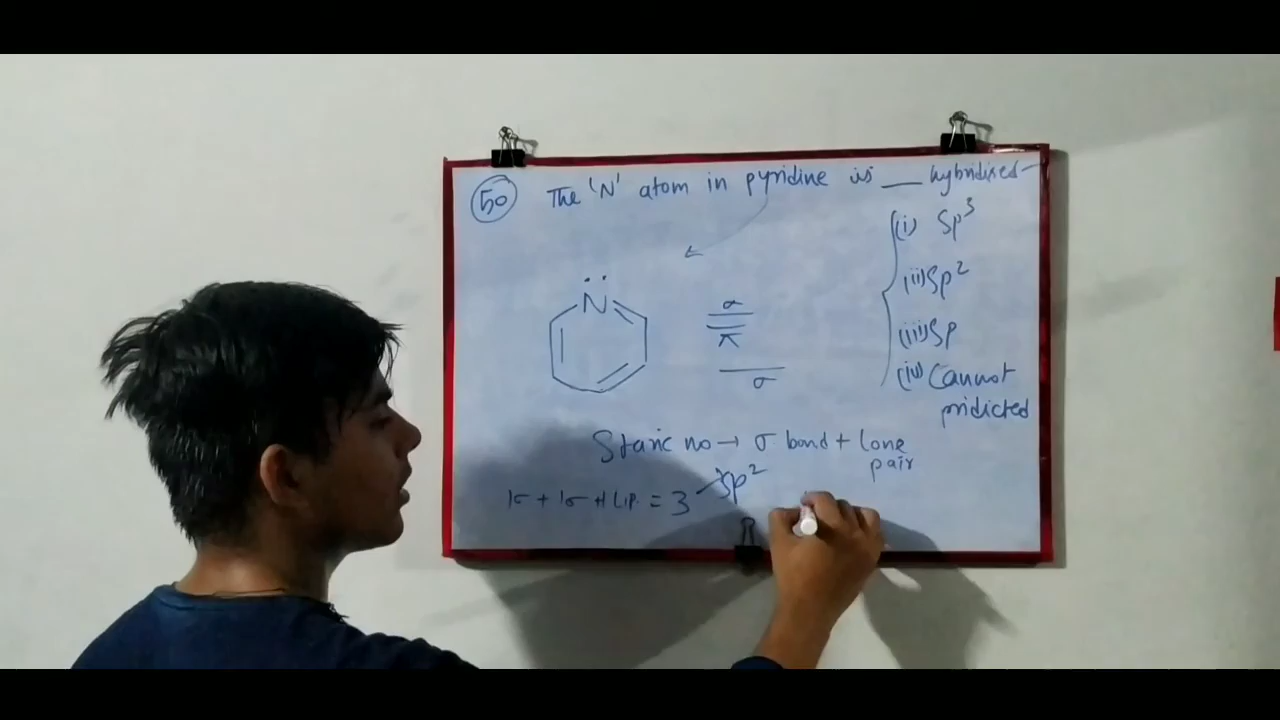 50 The 'N' atom in pyridine is ___ hybridised
(i) Sp³
(ii) Sp²
(iii) Sp
(iv) Cannot
pridicted
N
σ
π
σ
Staric no → σ bond + lone
pair
1σ + 1σ + 1 L.P. = 3 → Sp²